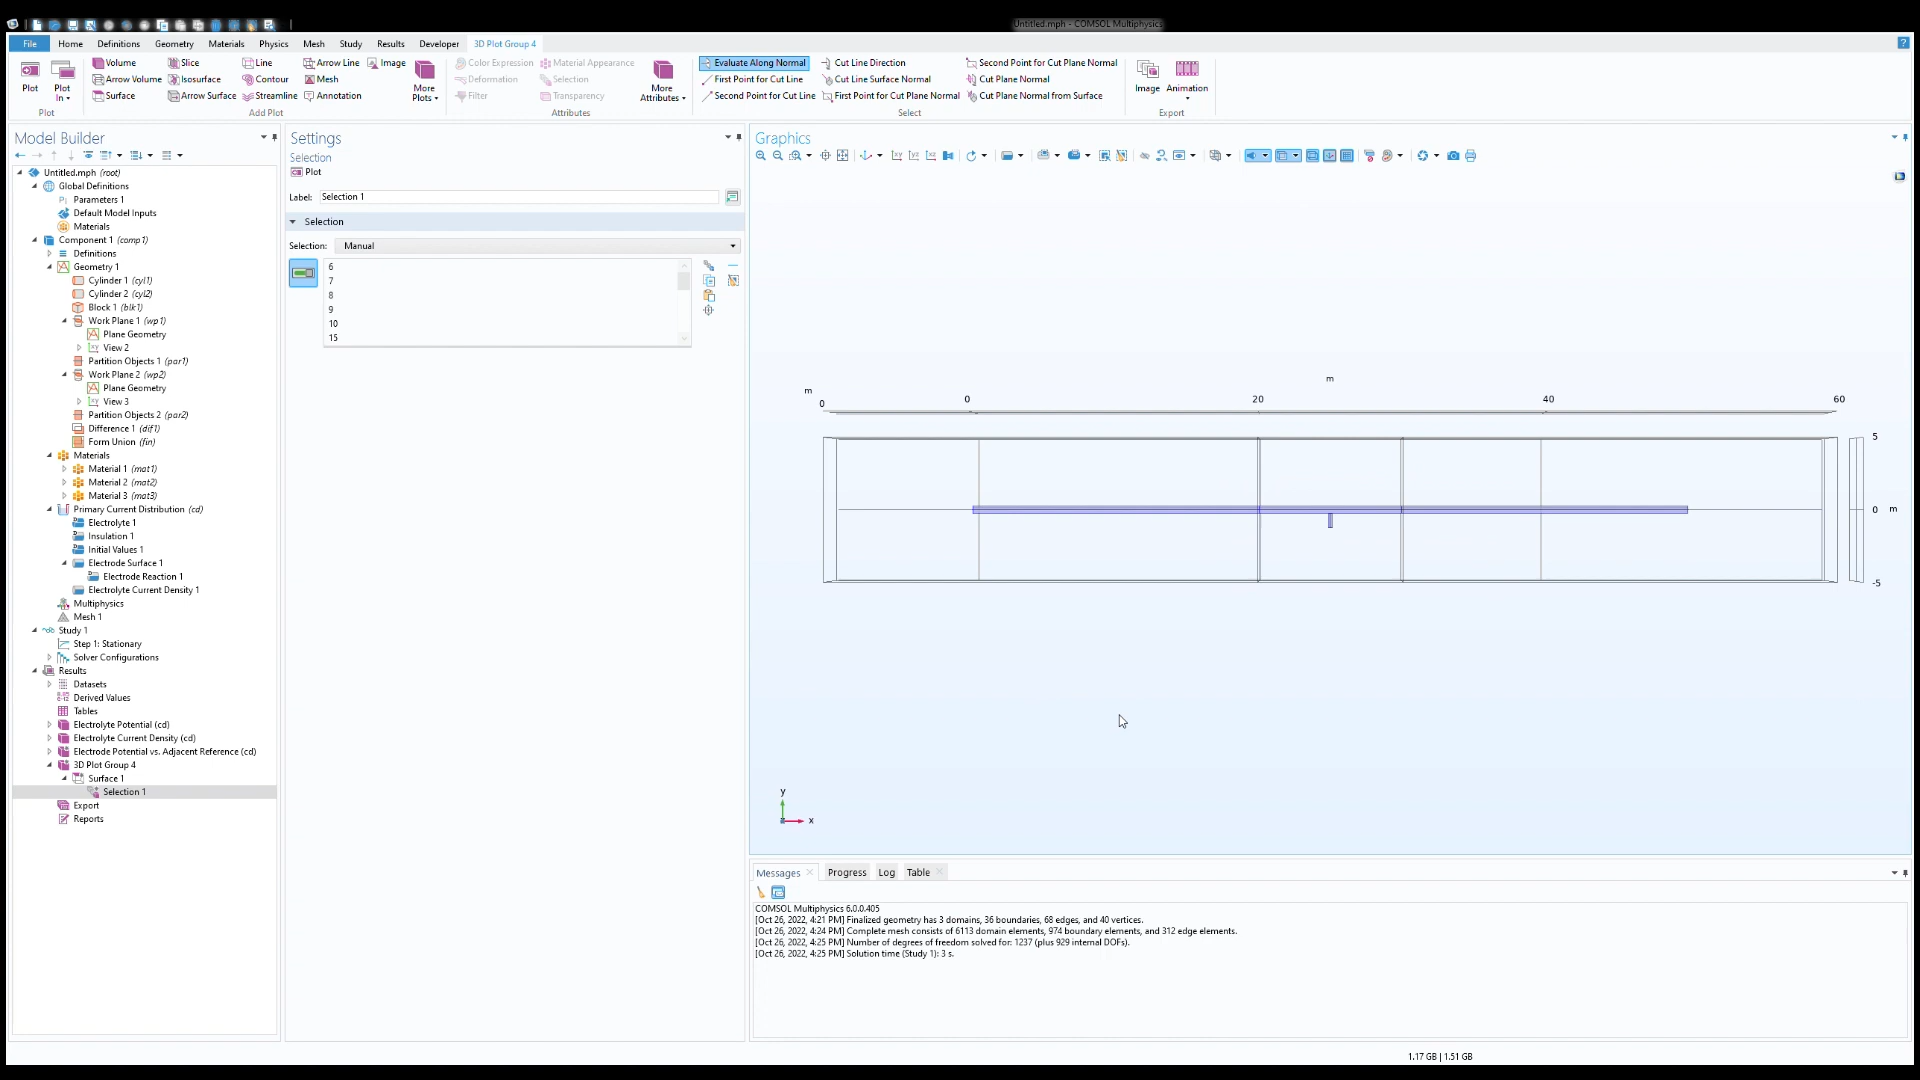 Untitled.mph - COMSOL Multiphysics
File Home Definitions Geometry Materials Physics Mesh Study Results Developer 3D Plot Group 4
Volume Slice Line Arrow Line Image Color Expression Material Appearance Evaluate Along Normal Cut Line Direction Second Point for Cut Plane Normal
Arrow Volume Isosurface Contour Mesh Deformation Selection First Point for Cut Line Cut Line Surface Normal Cut Plane Normal
Surface Arrow Surface Streamline Annotation Filter Transparency Second Point for Cut Line First Point for Cut Plane Normal Cut Plane Normal from Surface
Plot Plot In More Plots More Attributes Image Animation
Plot Add Plot Attributes Select Export
Model Builder
Untitled.mph (root)
Global Definitions
Parameters 1
Default Model Inputs
Materials
Component 1 (comp1)
Definitions
Geometry 1
Cylinder 1 (cyl1)
Cylinder 2 (cyl2)
Block 1 (blk1)
Work Plane 1 (wp1)
Plane Geometry
View 2
Partition Objects 1 (par1)
Work Plane 2 (wp2)
Plane Geometry
View 3
Partition Objects 2 (par2)
Difference 1 (dif1)
Form Union (fin)
Materials
Material 1 (mat1)
Material 2 (mat2)
Material 3 (mat3)
Primary Current Distribution (cd)
Electrolyte 1
Insulation 1
Initial Values 1
Electrode Surface 1
Electrode Reaction 1
Electrolyte Current Density 1
Multiphysics
Mesh 1
Study 1
Step 1: Stationary
Solver Configurations
Results
Datasets
Derived Values
Tables
Electrolyte Potential (cd)
Electrolyte Current Density (cd)
Electrode Potential vs. Adjacent Reference (cd)
3D Plot Group 4
Surface 1
Selection 1
Export
Reports
Settings
Selection
Plot
Label: Selection 1
Selection
Selection: Manual
6
7
8
9
10
15
Graphics
m
m
0 0 20 40 60
5
0 m
-5
y
x
Messages Progress Log Table
COMSOL Multiphysics 6.0.0.405
[Oct 26, 2022, 4:21 PM] Finalized geometry has 3 domains, 36 boundaries, 68 edges, and 40 vertices.
[Oct 26, 2022, 4:24 PM] Complete mesh consists of 6113 domain elements, 974 boundary elements, and 312 edge elements.
[Oct 26, 2022, 4:25 PM] Number of degrees of freedom solved for: 1237 (plus 929 internal DOFs).
[Oct 26, 2022, 4:25 PM] Solution time (Study 1): 3 s.
1.17 GB | 1.51 GB